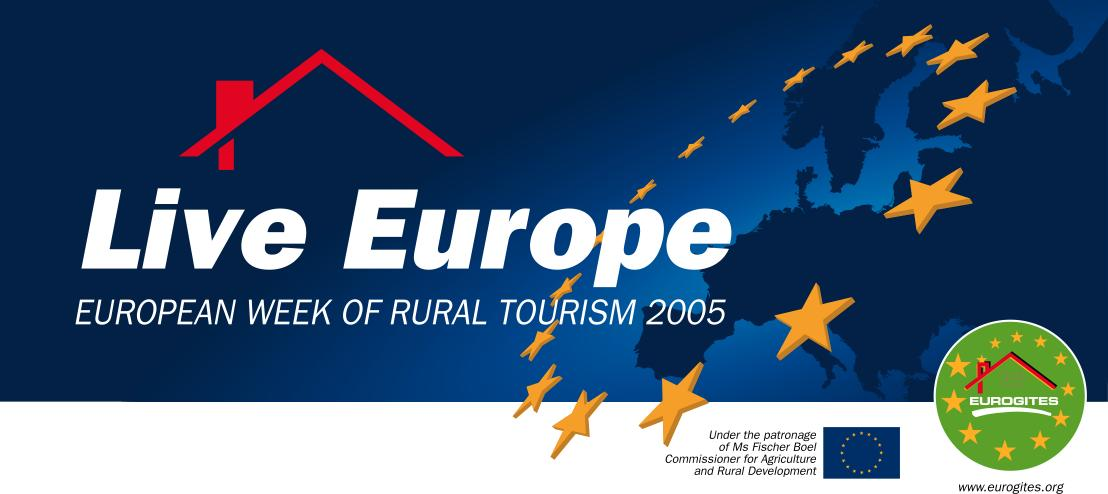 Live Europe
EUROPEAN WEEK OF RURAL TOURISM 2005
Under the patronage
of Ms Fischer Boel
Commissioner for Agriculture
and Rural Development
EUROGITES
www.eurogites.org